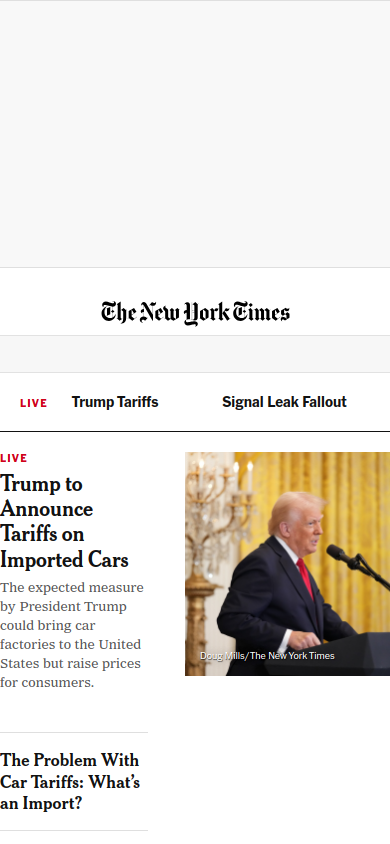 The New York Times
LIVE
Trump Tariffs
Signal Leak Fallout
LIVE
Trump to
Announce
Tariffs on
Imported Cars
The expected measure
by President Trump
could bring car
factories to the United
States but raise prices
for consumers.
Doug Mills/The New York Times
The Problem With
Car Tariffs: What’s
an Import?